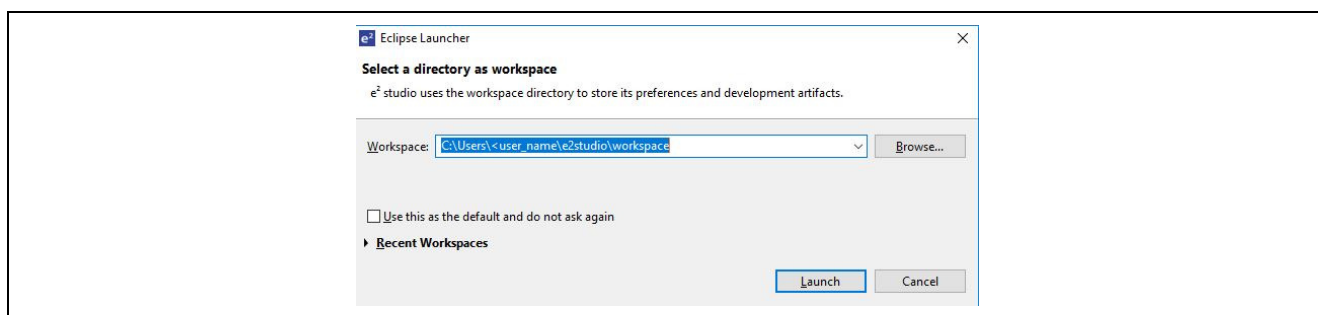 e² Eclipse Launcher
Select a directory as workspace
e² studio uses the workspace directory to store its preferences and development artifacts.
Workspace: C:\Users\<user_name\e2studio\workspace Browse...
Use this as the default and do not ask again
Recent Workspaces
Launch Cancel